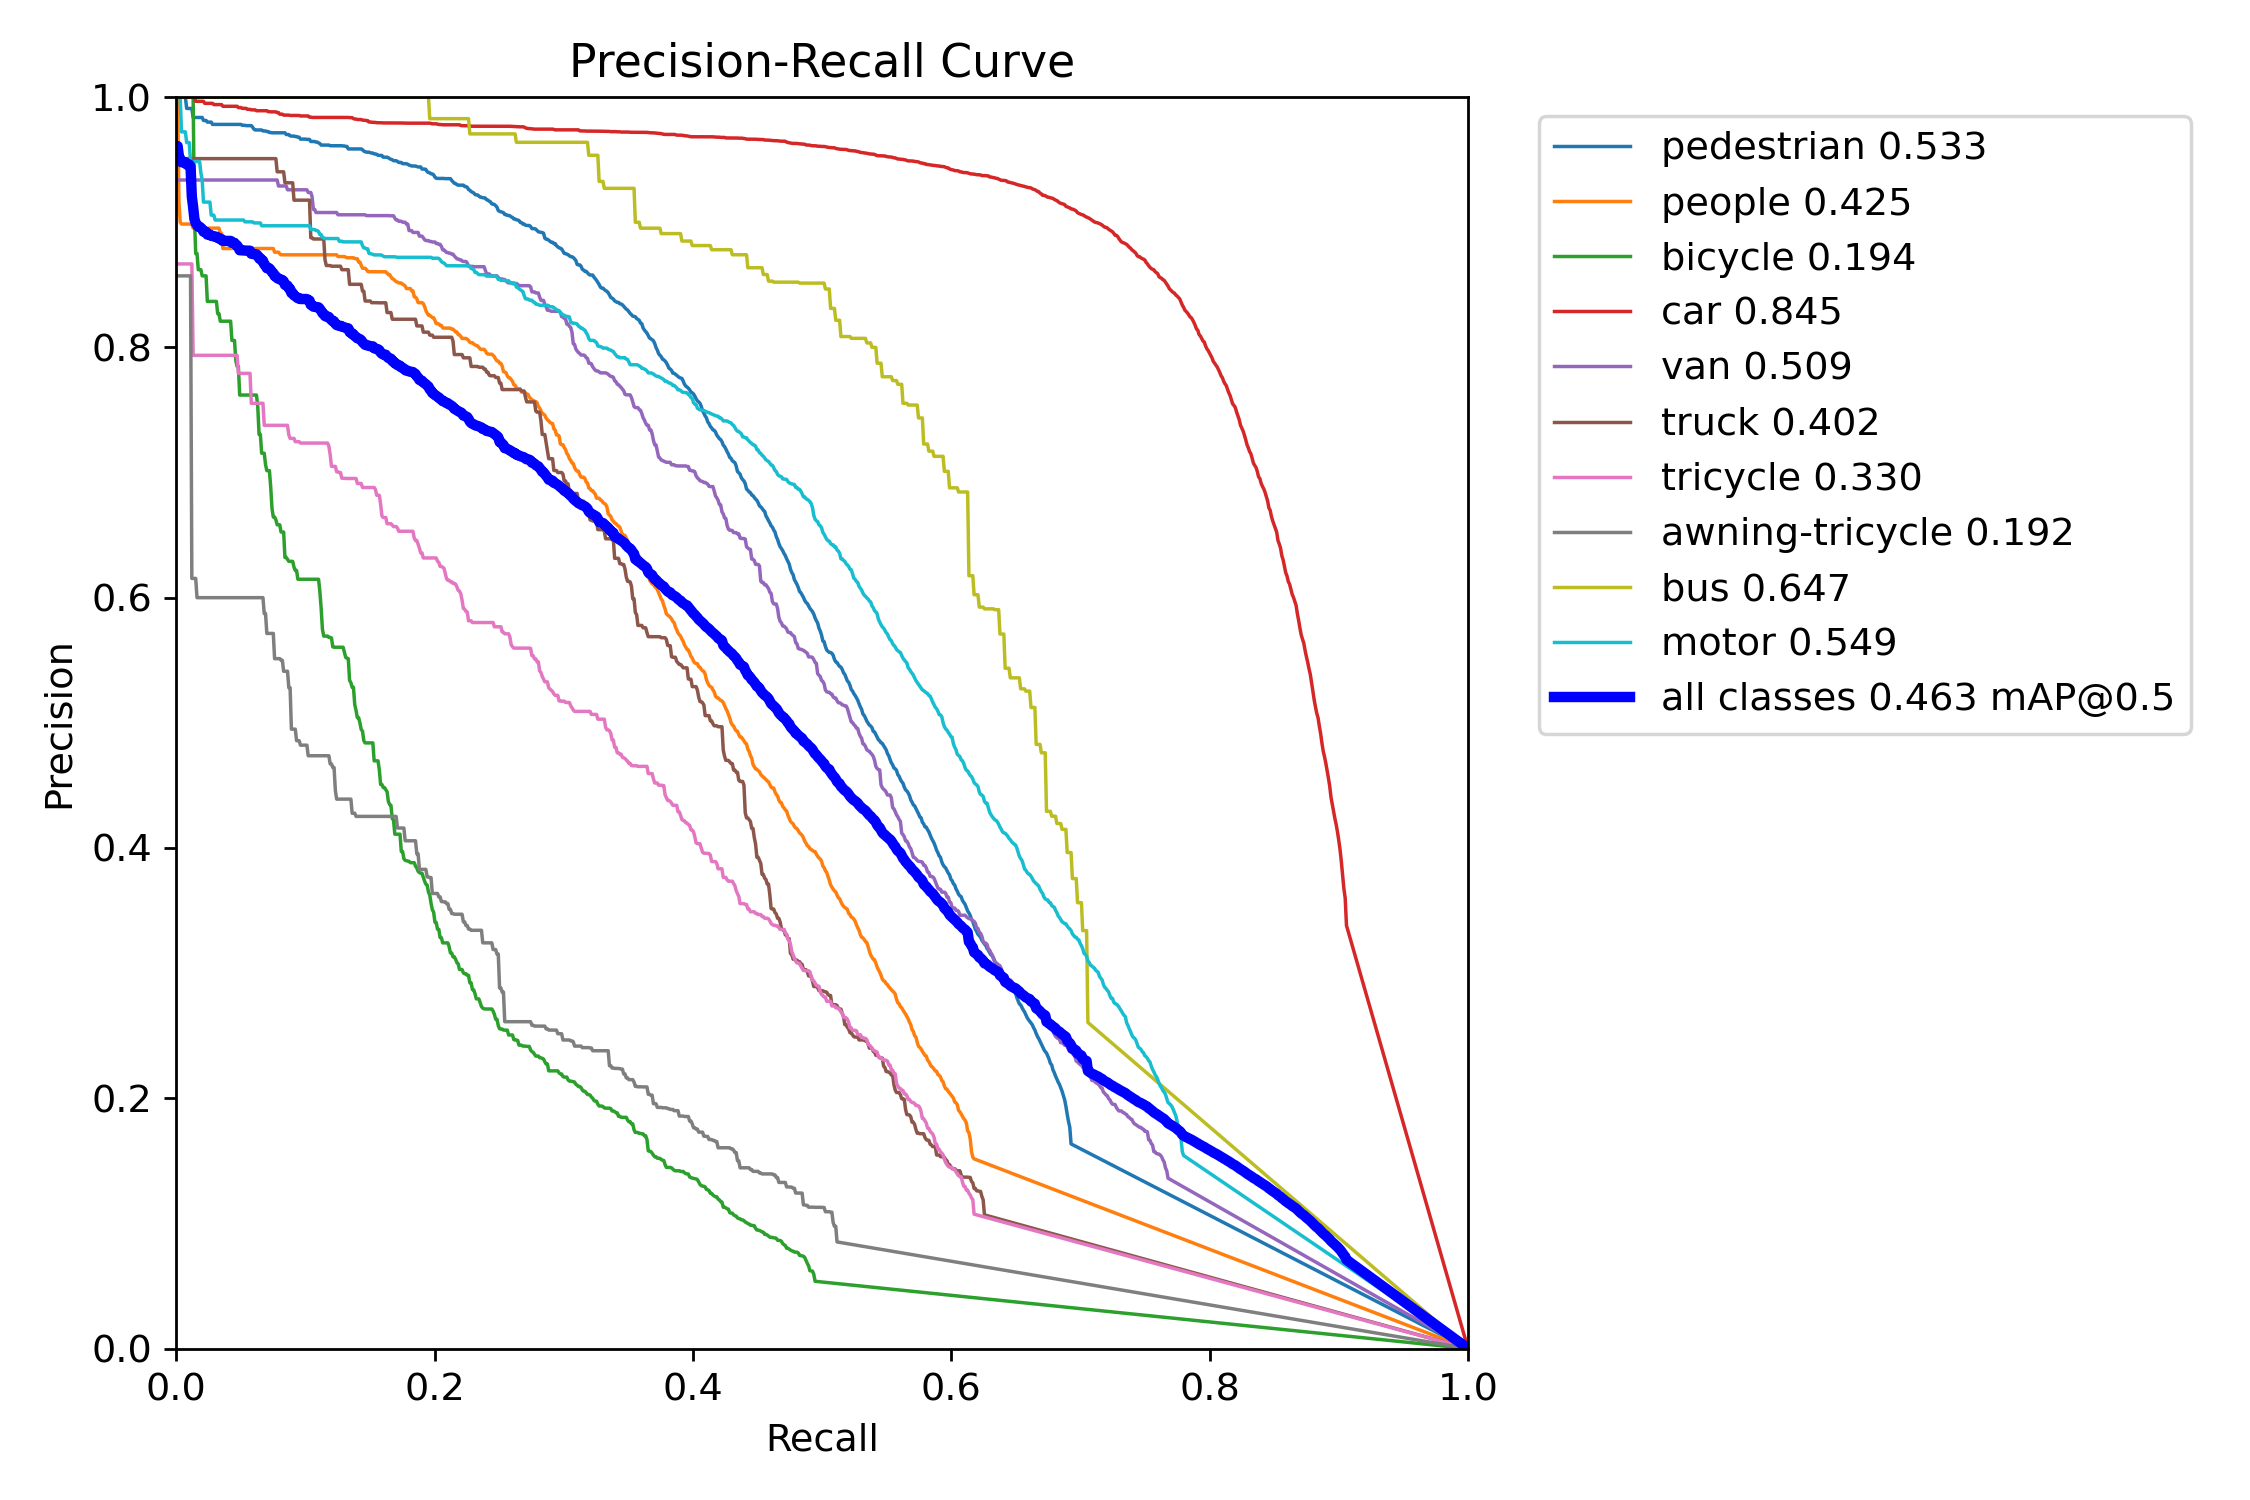 Precision-Recall Curve
1.0
0.8
0.6
0.4
0.2
0.0
Precision
0.0 0.2 0.4 0.6 0.8 1.0
Recall
pedestrian 0.533
people 0.425
bicycle 0.194
car 0.845
van 0.509
truck 0.402
tricycle 0.330
awning-tricycle 0.192
bus 0.647
motor 0.549
all classes 0.463 mAP@0.5